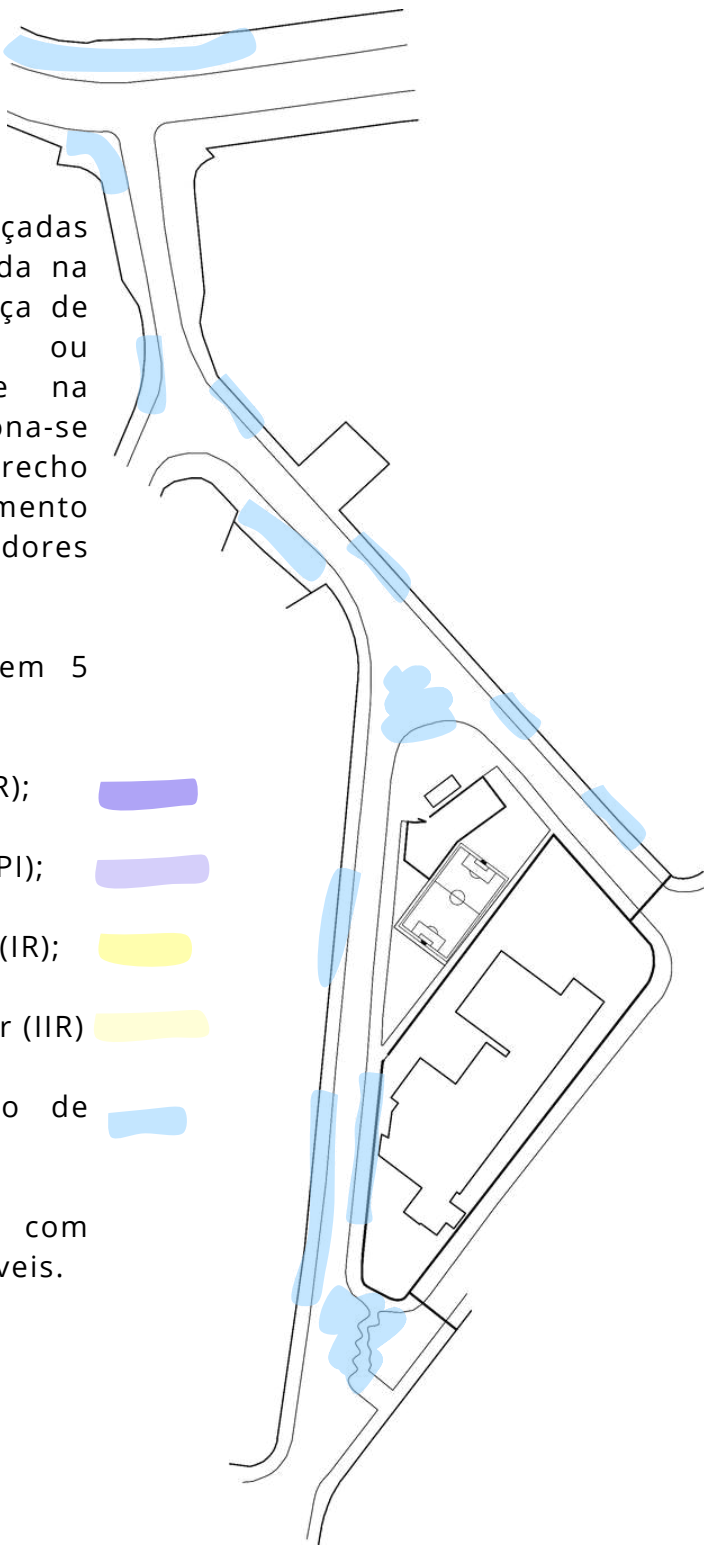 çadas
da na
ça de
ou
e na
ona-se
recho
mento
dores
em 5
R);
PI);
(IR);
r (IIR)
o de
com
veis.